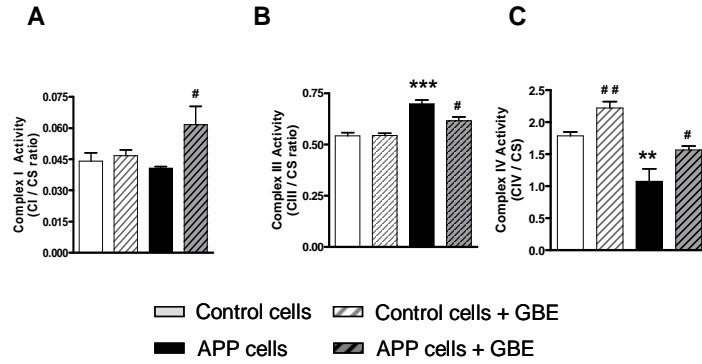 A
B
C
Complex I Activity
(CI / CS ratio)
0.075
0.060
0.045
0.030
0.015
0.000
#
Complex III Activity
(CIII / CS ratio)
0.75
0.50
0.25
0.00
***
#
Complex IV Activity
(CIV / CS)
2.5
2.0
1.5
1.0
0.5
0.0
# #
**
#
Control cells
Control cells + GBE
APP cells
APP cells + GBE